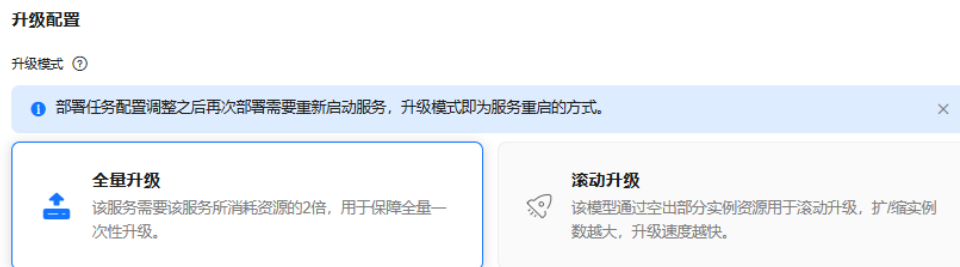 升级配置
升级模式 ?
部署任务配置调整之后再次部署需要重新启动服务，升级模式即为服务重启的方式。
全量升级
该服务需要该服务所消耗资源的2倍，用于保障全量一
次性升级。
滚动升级
该模型通过空出部分实例资源用于滚动升级，扩/缩实例
数越大，升级速度越快。